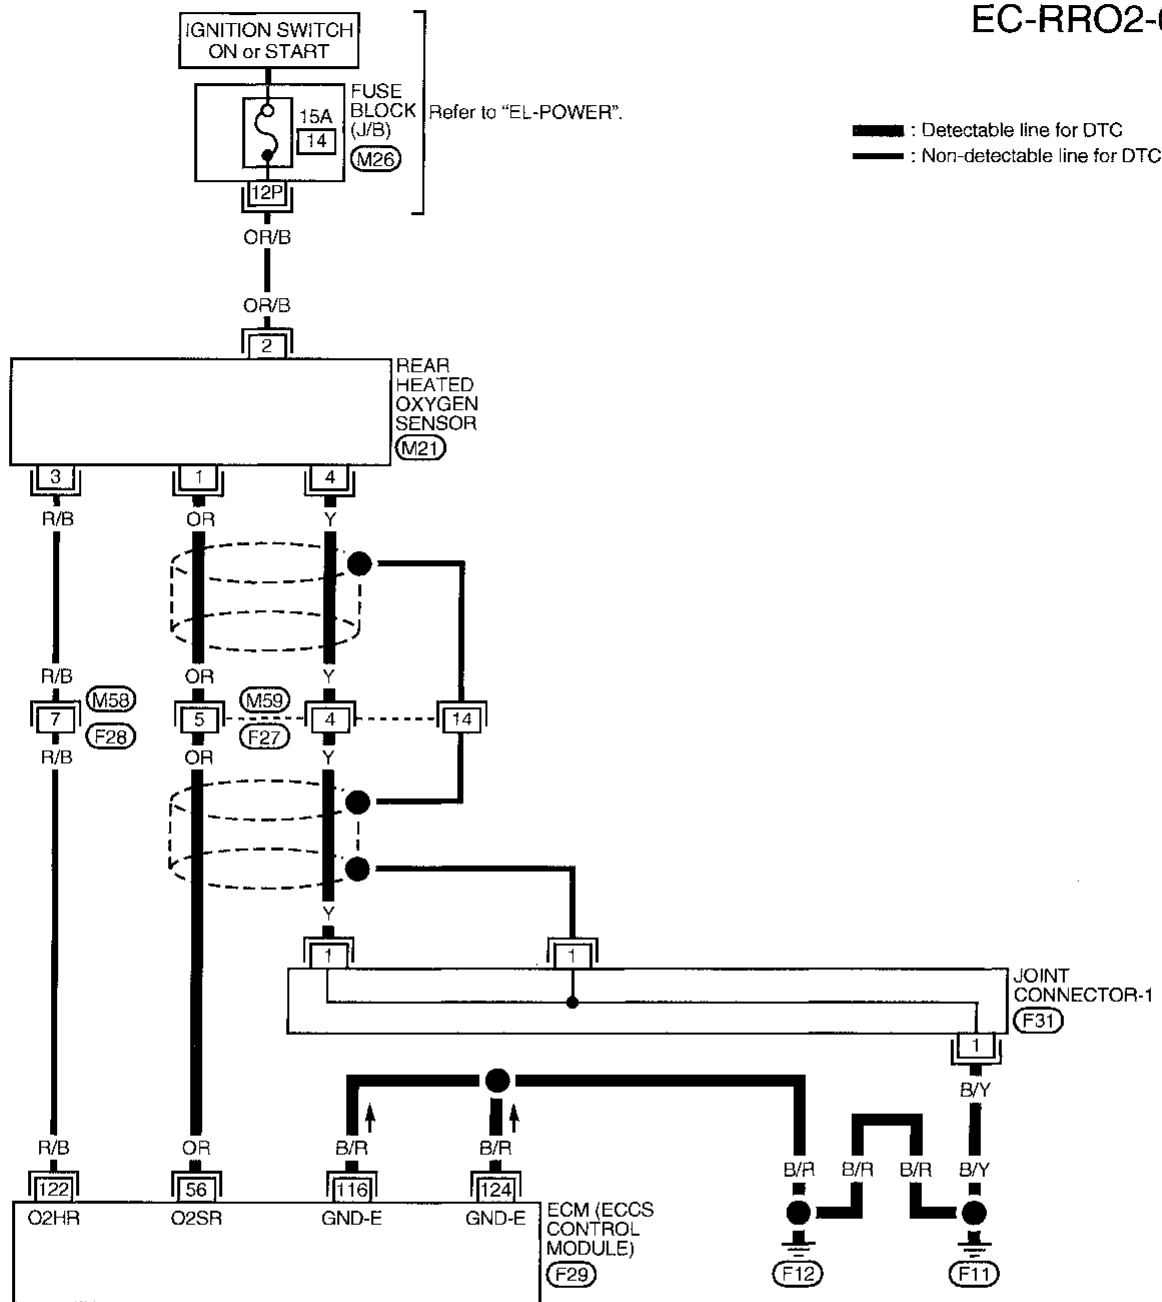 EC-RRO2-
IGNITION SWITCH
ON or START
FUSE
BLOCK
(J/B)
M26
15A
14
Refer to "EL-POWER".
: Detectable line for DTC
: Non-detectable line for DTC
12P
OR/B
OR/B
2
REAR
HEATED
OXYGEN
SENSOR
M21
3
1
4
R/B
OR
Y
R/B
OR
Y
M58
M59
7
5
4
14
F28
F27
R/B
OR
Y
Y
1
1
JOINT
CONNECTOR-1
F31
1
B/Y
R/B
OR
B/R
B/R
B/R
B/R
B/R
B/Y
122
56
116
124
O2HR
O2SR
GND-E
GND-E
ECM (ECCS
CONTROL
MODULE)
F29
F12
F11